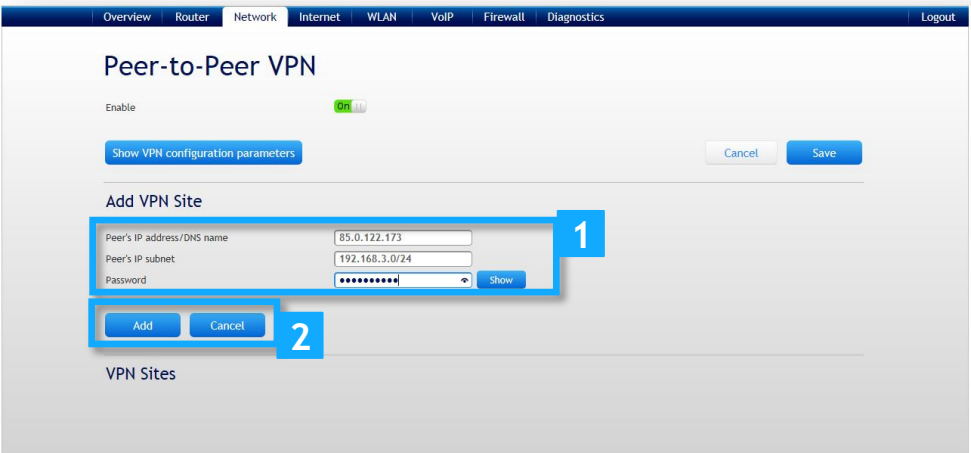 Overview Router Network Internet WLAN VoIP Firewall Diagnostics Logout
Peer-to-Peer VPN
Enable On
Show VPN configuration parameters Cancel Save
Add VPN Site
1
Peer's IP address/DNS name 85.0.122.173
Peer's IP subnet 192.168.3.0/24
Password •••••••••• Show
Add Cancel
2
VPN Sites